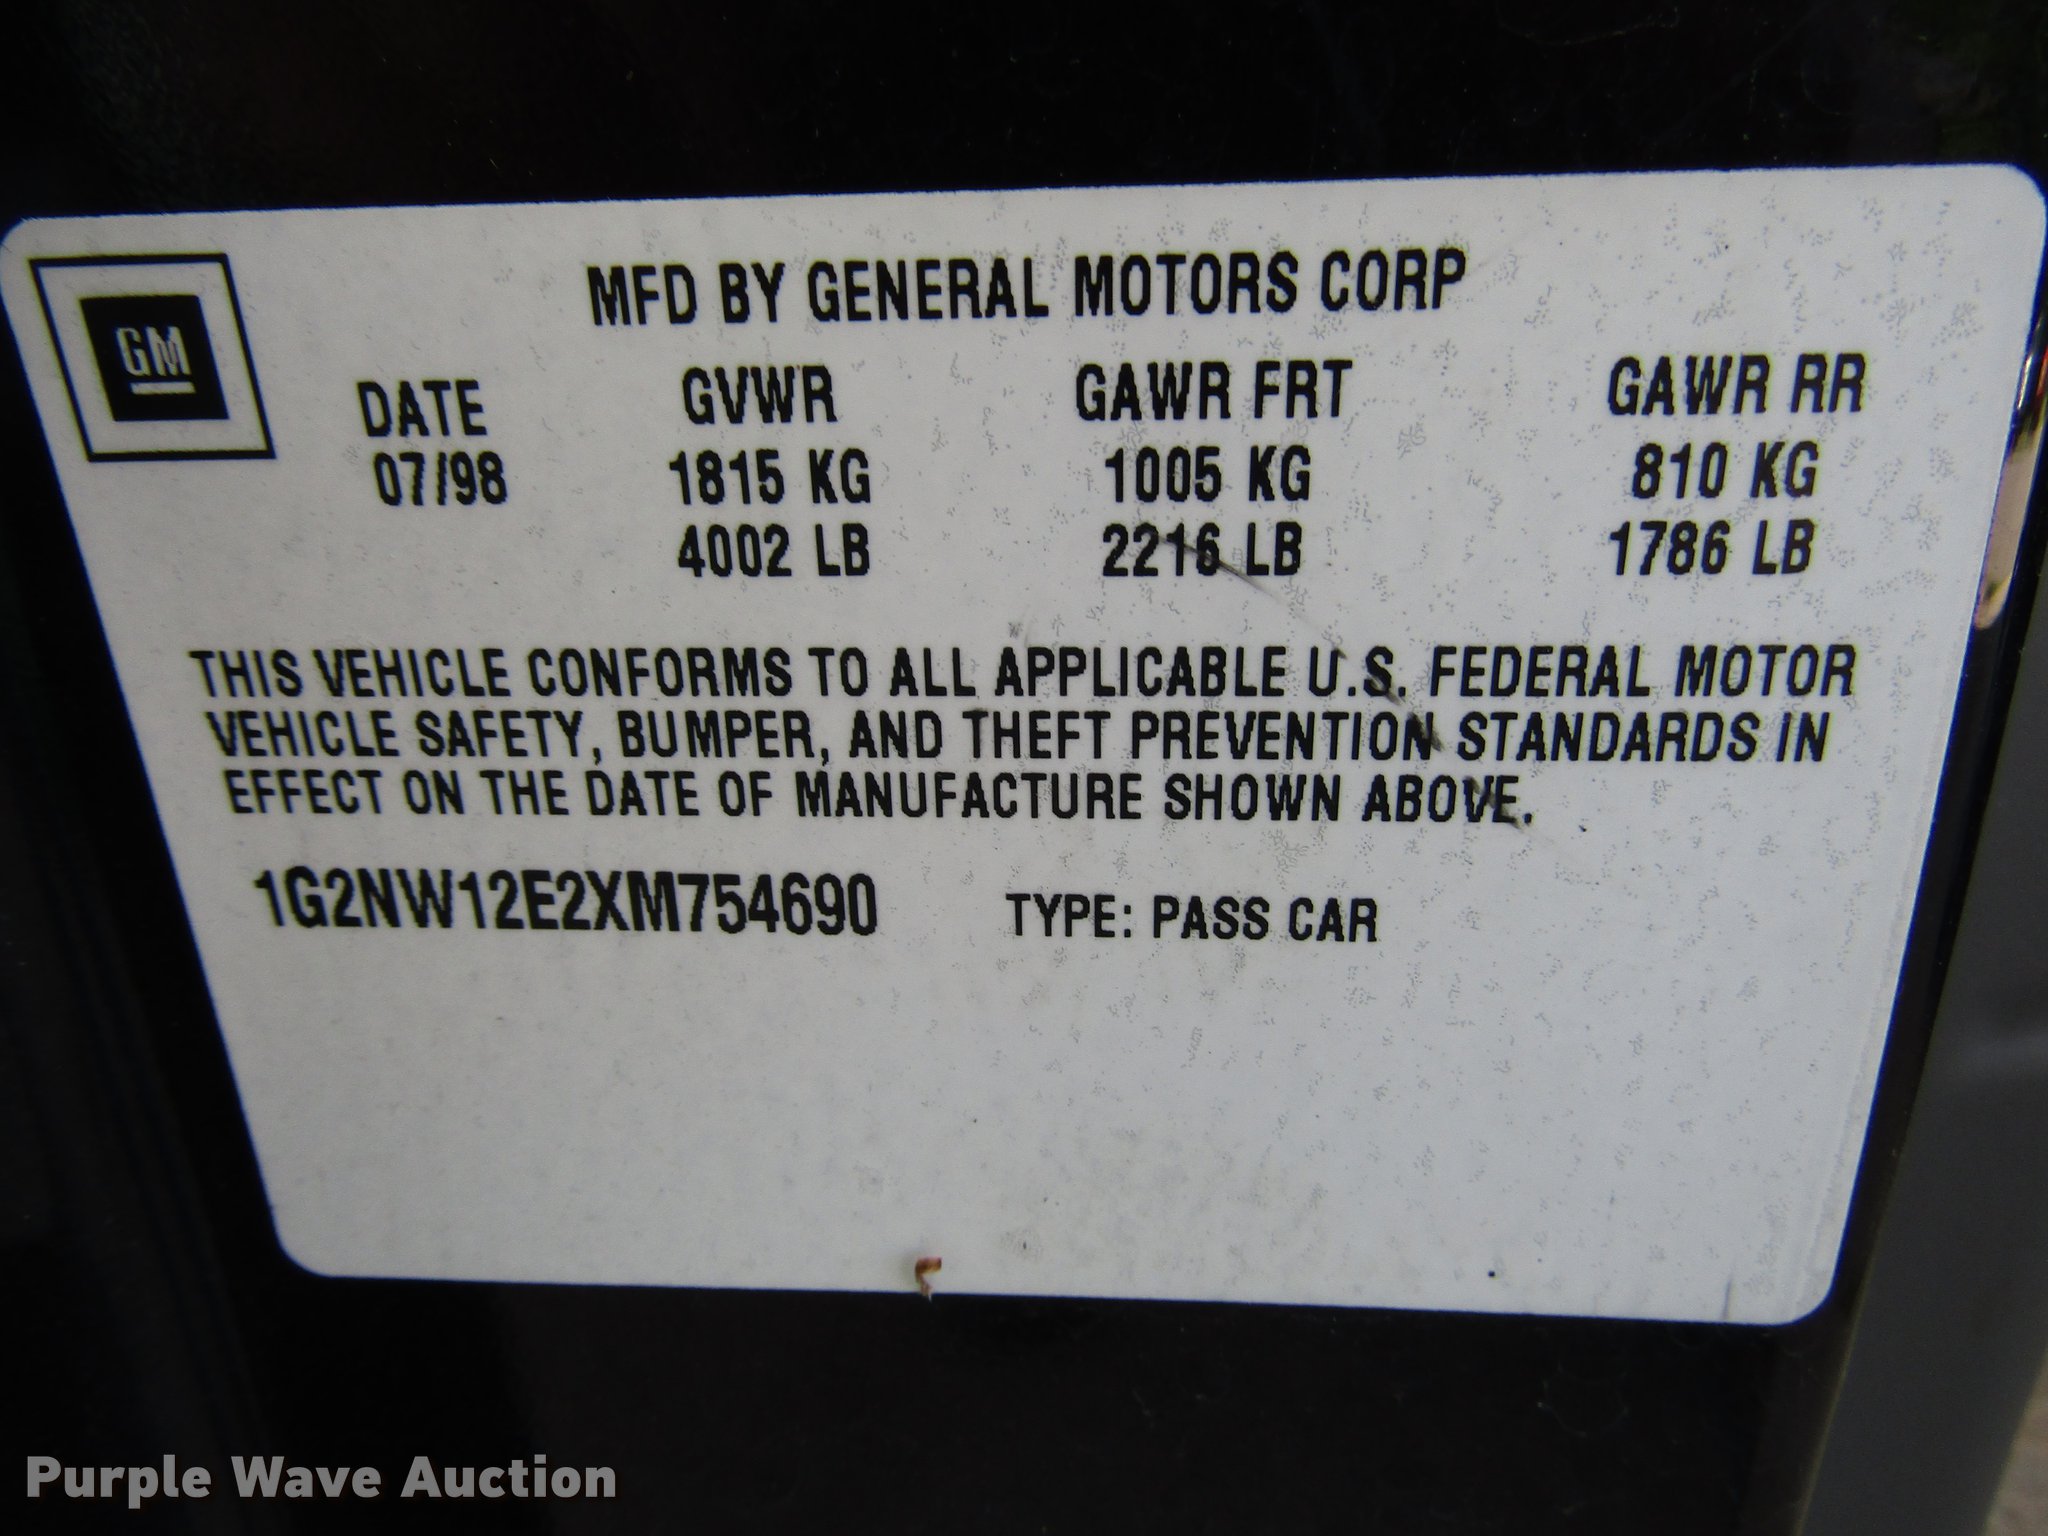 GM
MFD BY GENERAL MOTORS CORP
DATE GVWR GAWR FRT GAWR RR
07/98 1815 KG 1005 KG 810 KG
4002 LB 2216 LB 1786 LB
THIS VEHICLE CONFORMS TO ALL APPLICABLE U.S. FEDERAL MOTOR
VEHICLE SAFETY, BUMPER, AND THEFT PREVENTION STANDARDS IN
EFFECT ON THE DATE OF MANUFACTURE SHOWN ABOVE.
1G2NW12E2XM754690 TYPE: PASS CAR
Purple Wave Auction